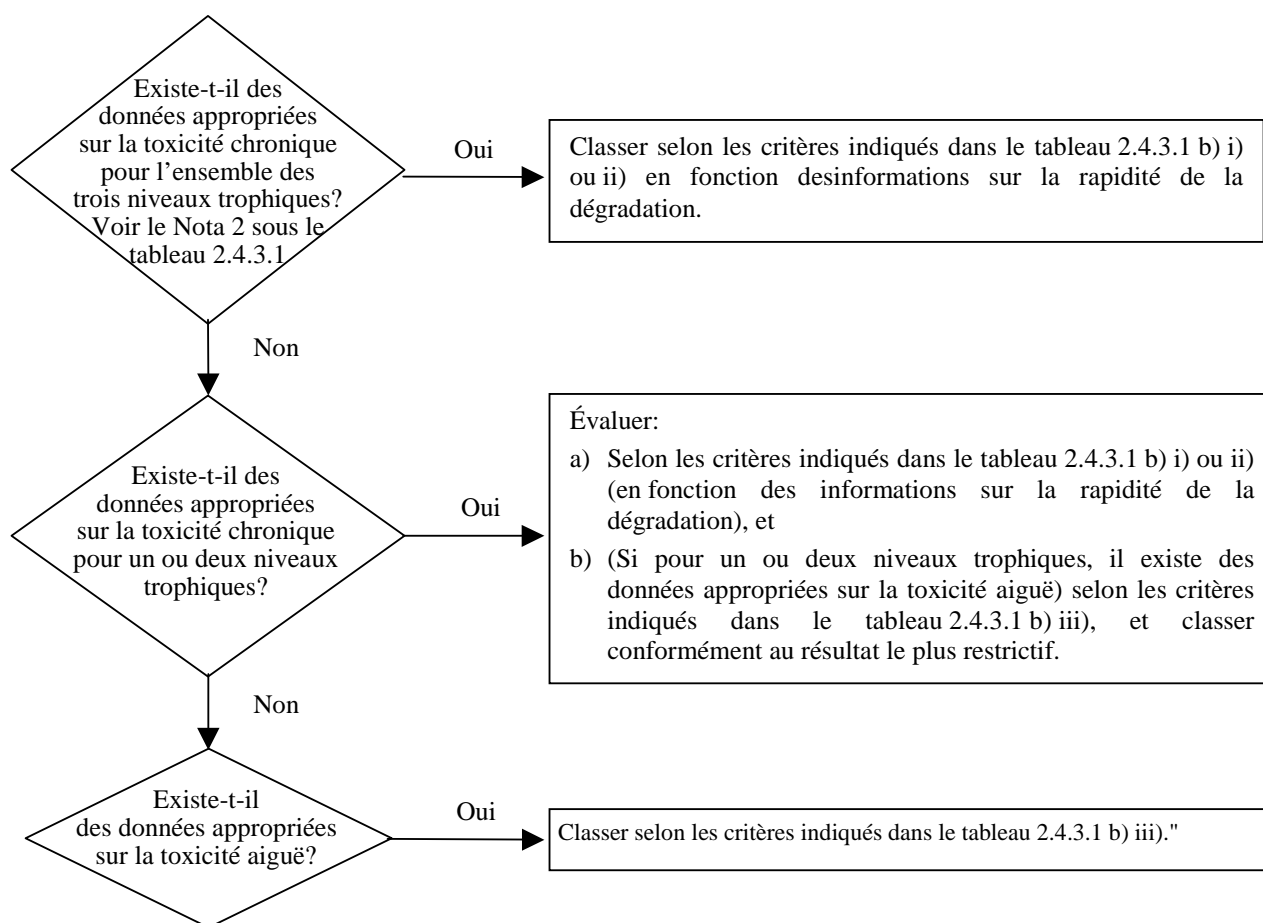 Existe-t-il des
données appropriées
sur la toxicité chronique
pour l'ensemble des
trois niveaux trophiques?
Voir le Nota 2 sous le
tableau 2.4.3.1
Oui
Classer selon les critères indiqués dans le tableau 2.4.3.1 b) i)
ou ii) en fonction desinformations sur la rapidité de la
dégradation.
Non
Existe-t-il des
données appropriées
sur la toxicité chronique
pour un ou deux niveaux
trophiques?
Oui
Évaluer:
a) Selon les critères indiqués dans le tableau 2.4.3.1 b) i) ou ii)
(en fonction des informations sur la rapidité de la
dégradation), et
b) (Si pour un ou deux niveaux trophiques, il existe des
données appropriées sur la toxicité aiguë) selon les critères
indiqués dans le tableau 2.4.3.1 b) iii), et classer
conformément au résultat le plus restrictif.
Non
Existe-t-il
des données appropriées
sur la toxicité aiguë?
Oui
Classer selon les critères indiqués dans le tableau 2.4.3.1 b) iii)."